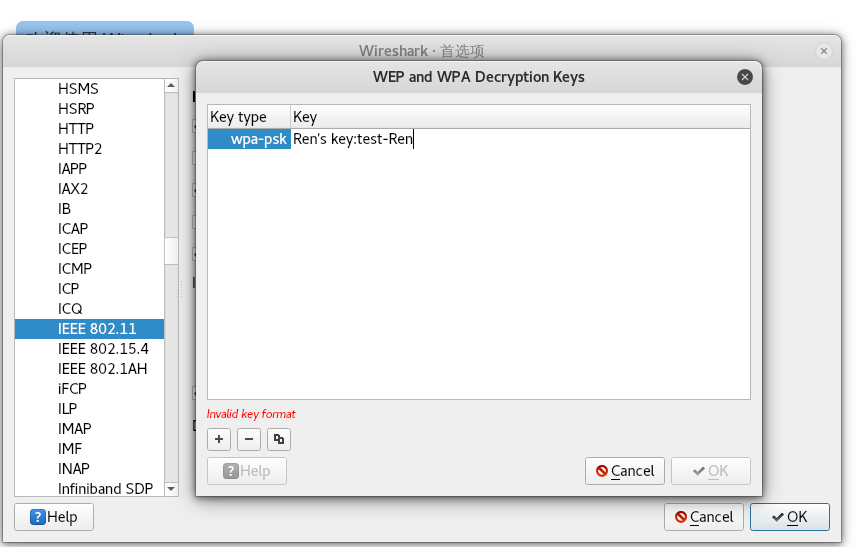 Wireshark · 首选项
WEP and WPA Decryption Keys
HSMS
HSRP
HTTP
HTTP2
IAPP
IAX2
IB
ICAP
ICEP
ICMP
ICP
ICQ
IEEE 802.11
IEEE 802.15.4
IEEE 802.1AH
iFCP
ILP
IMAP
IMF
INAP
Infiniband SDP
Key type Key
wpa-psk Ren's key:test-Ren
Invalid key format
Help Cancel OK
Help Cancel OK